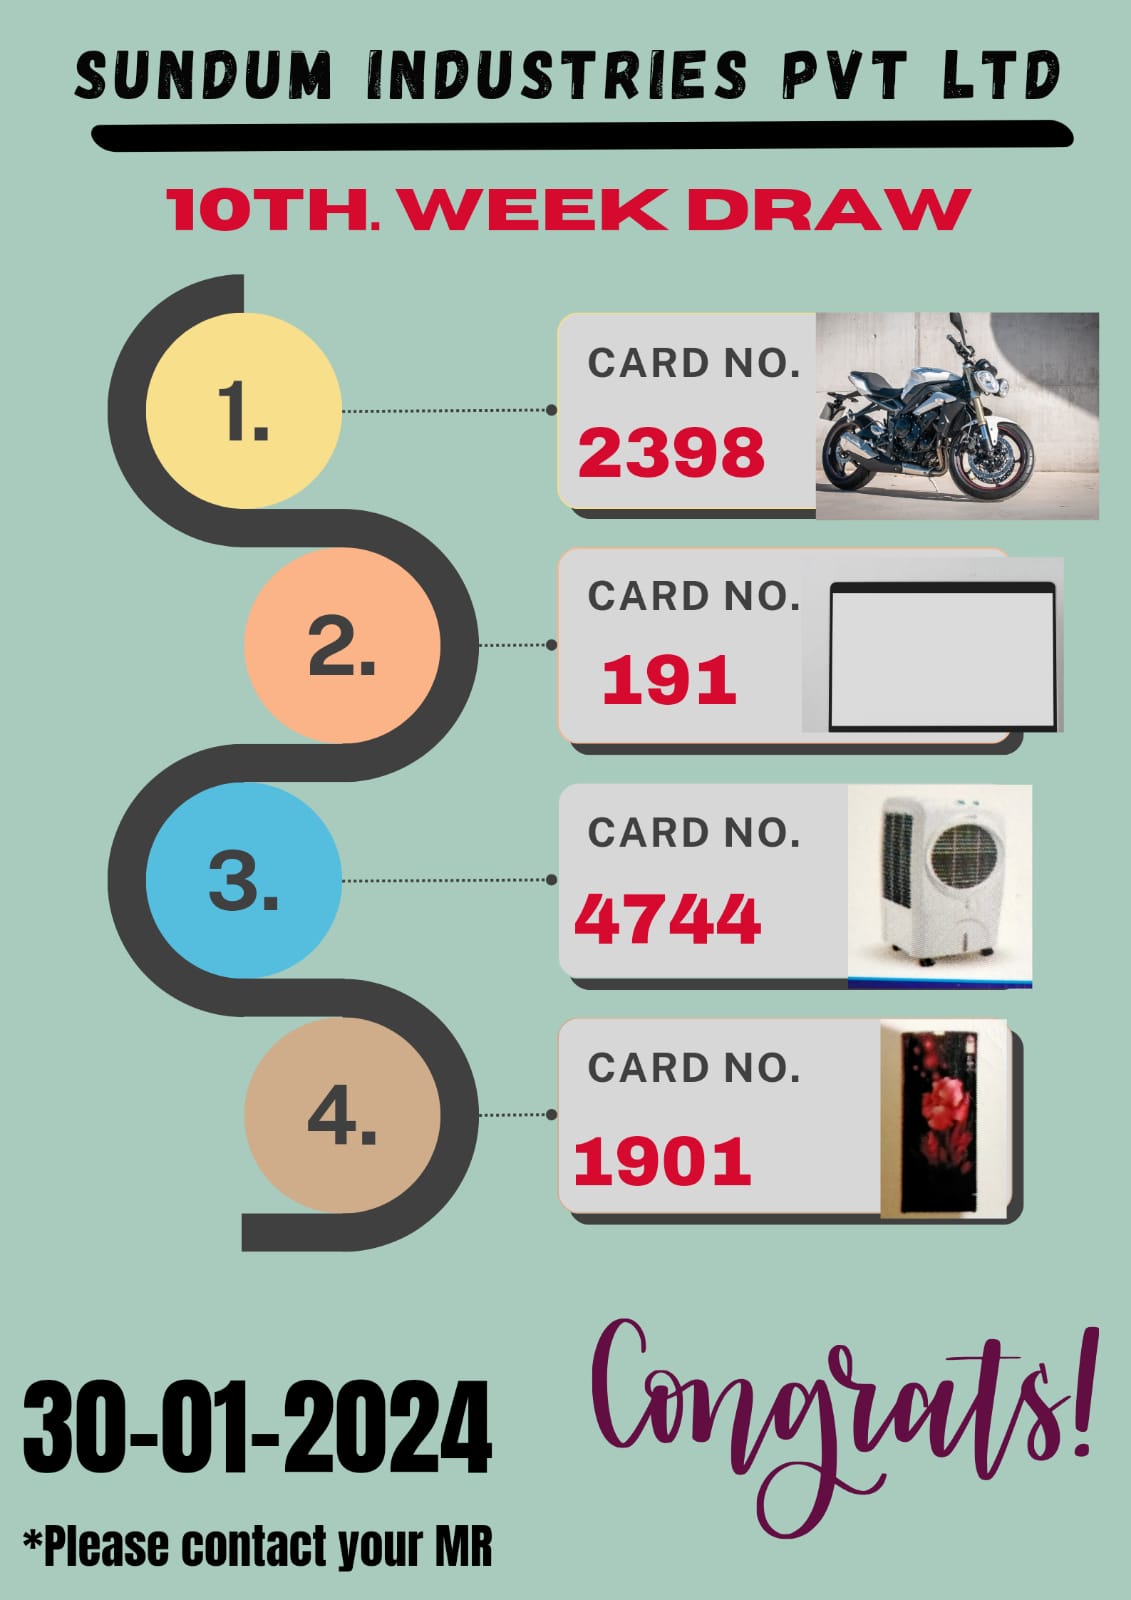 SUNDUM INDUSTRIES PVT LTD
10TH. WEEK DRAW
1.
CARD NO.
2398
2.
CARD NO.
191
3.
CARD NO.
4744
4.
CARD NO.
1901
Congrats!
30-01-2024
*Please contact your MR